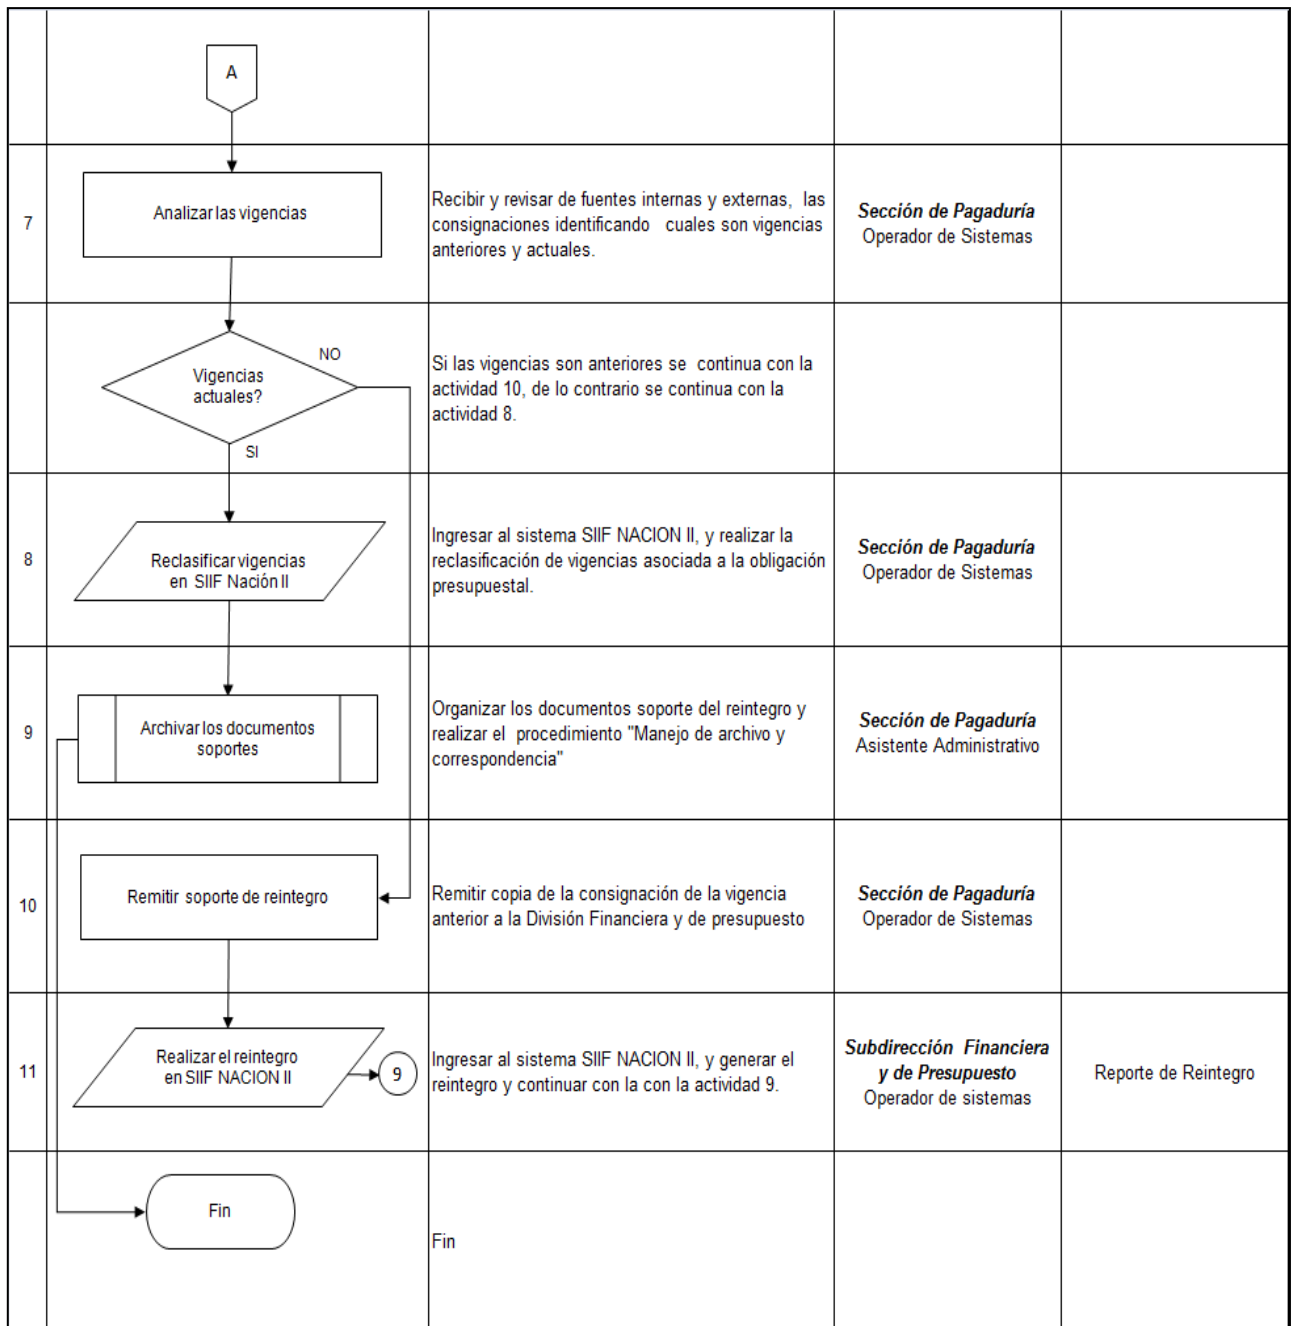 A
7
Analizar las vigencias
Recibir y revisar de fuentes internas y externas, las
consignaciones identificando cuales son vigencias
anteriores y actuales.
Sección de Pagaduría
Operador de Sistemas
Vigencias
actuales?
NO
SI
Si las vigencias son anteriores se continua con la
actividad 10, de lo contrario se continua con la
actividad 8.
8
Reclasificar vigencias
en SIIF Nación II
Ingresar al sistema SIIF NACION II, y realizar la
reclasificación de vigencias asociada a la obligación
presupuestal.
Sección de Pagaduría
Operador de Sistemas
9
Archivar los documentos
soportes
Organizar los documentos soporte del reintegro y
realizar el procedimiento "Manejo de archivo y
correspondencia"
Sección de Pagaduría
Asistente Administrativo
10
Remitir soporte de reintegro
Remitir copia de la consignación de la vigencia
anterior a la División Financiera y de presupuesto
Sección de Pagaduría
Operador de Sistemas
11
Realizar el reintegro
en SIIF NACION II
9
Ingresar al sistema SIIF NACION II, y generar el
reintegro y continuar con la con la actividad 9.
Subdirección Financiera
y de Presupuesto
Operador de sistemas
Reporte de Reintegro
Fin
Fin